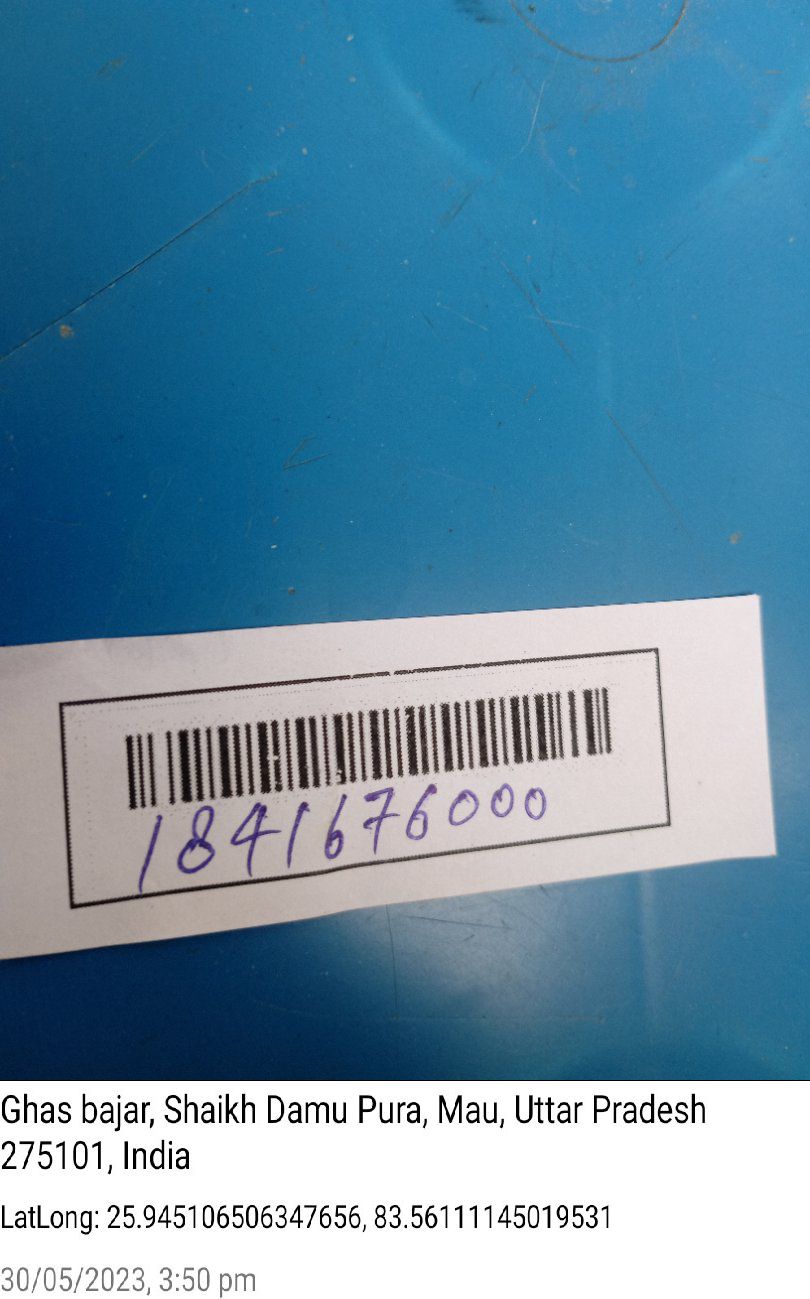 1841676000
Ghas bajar, Shaikh Damu Pura, Mau, Uttar Pradesh
275101, India
LatLong: 25.945106506347656, 83.56111145019531
30/05/2023, 3:50 pm